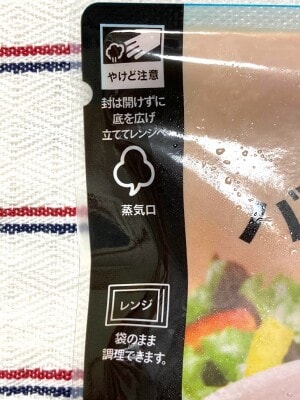 やけど注意
封は開けずに
底を広げ
立ててレンジへ
蒸気口
レンジ
袋のまま
調理できます。